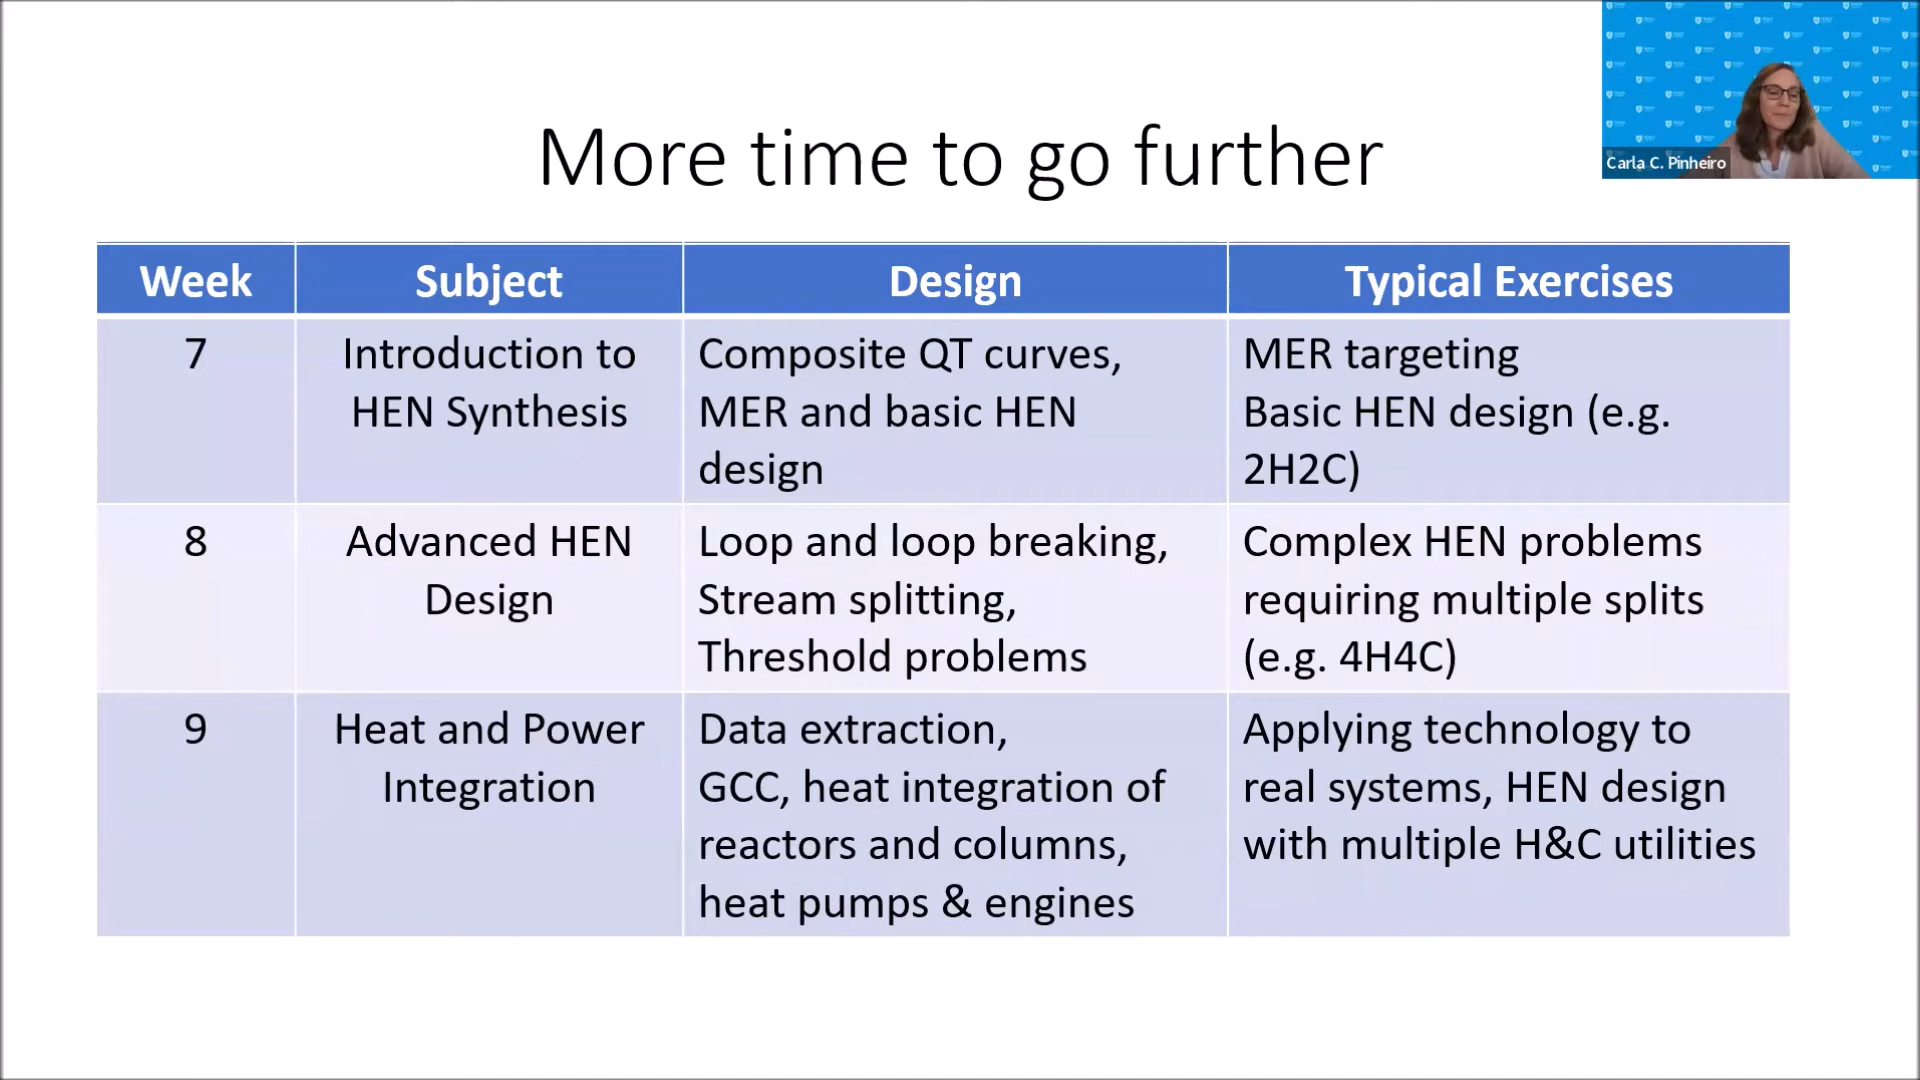 More time to go further
Carla C. Pinheiro
Week Subject Design Typical Exercises
7
Introduction to
HEN Synthesis
Composite QT curves,
MER and basic HEN
design
MER targeting
Basic HEN design (e.g.
2H2C)
8
Advanced HEN
Design
Loop and loop breaking,
Stream splitting,
Threshold problems
Complex HEN problems
requiring multiple splits
(e.g. 4H4C)
9
Heat and Power
Integration
Data extraction,
GCC, heat integration of
reactors and columns,
heat pumps & engines
Applying technology to
real systems, HEN design
with multiple H&C utilities